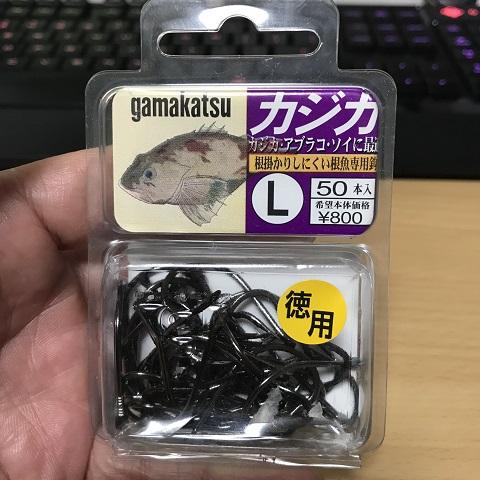 gamakatsu
カジカ
カジカ・アブラコ・ソイに最
根掛かりしにくい根魚専用鈎
L
50本入
希望本体価格
¥800
徳用